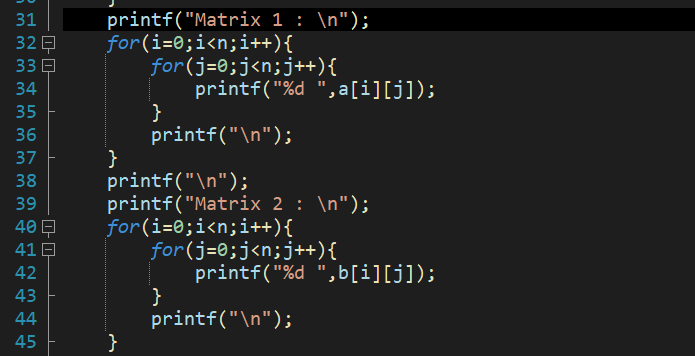 31 printf("Matrix 1 : \n");
32 for(i=0;i<n;i++){
33 for(j=0;j<n;j++){
34 printf("%d ",a[i][j]);
35 }
36 printf("\n");
37 }
38 printf("\n");
39 printf("Matrix 2 : \n");
40 for(i=0;i<n;i++){
41 for(j=0;j<n;j++){
42 printf("%d ",b[i][j]);
43 }
44 printf("\n");
45 }